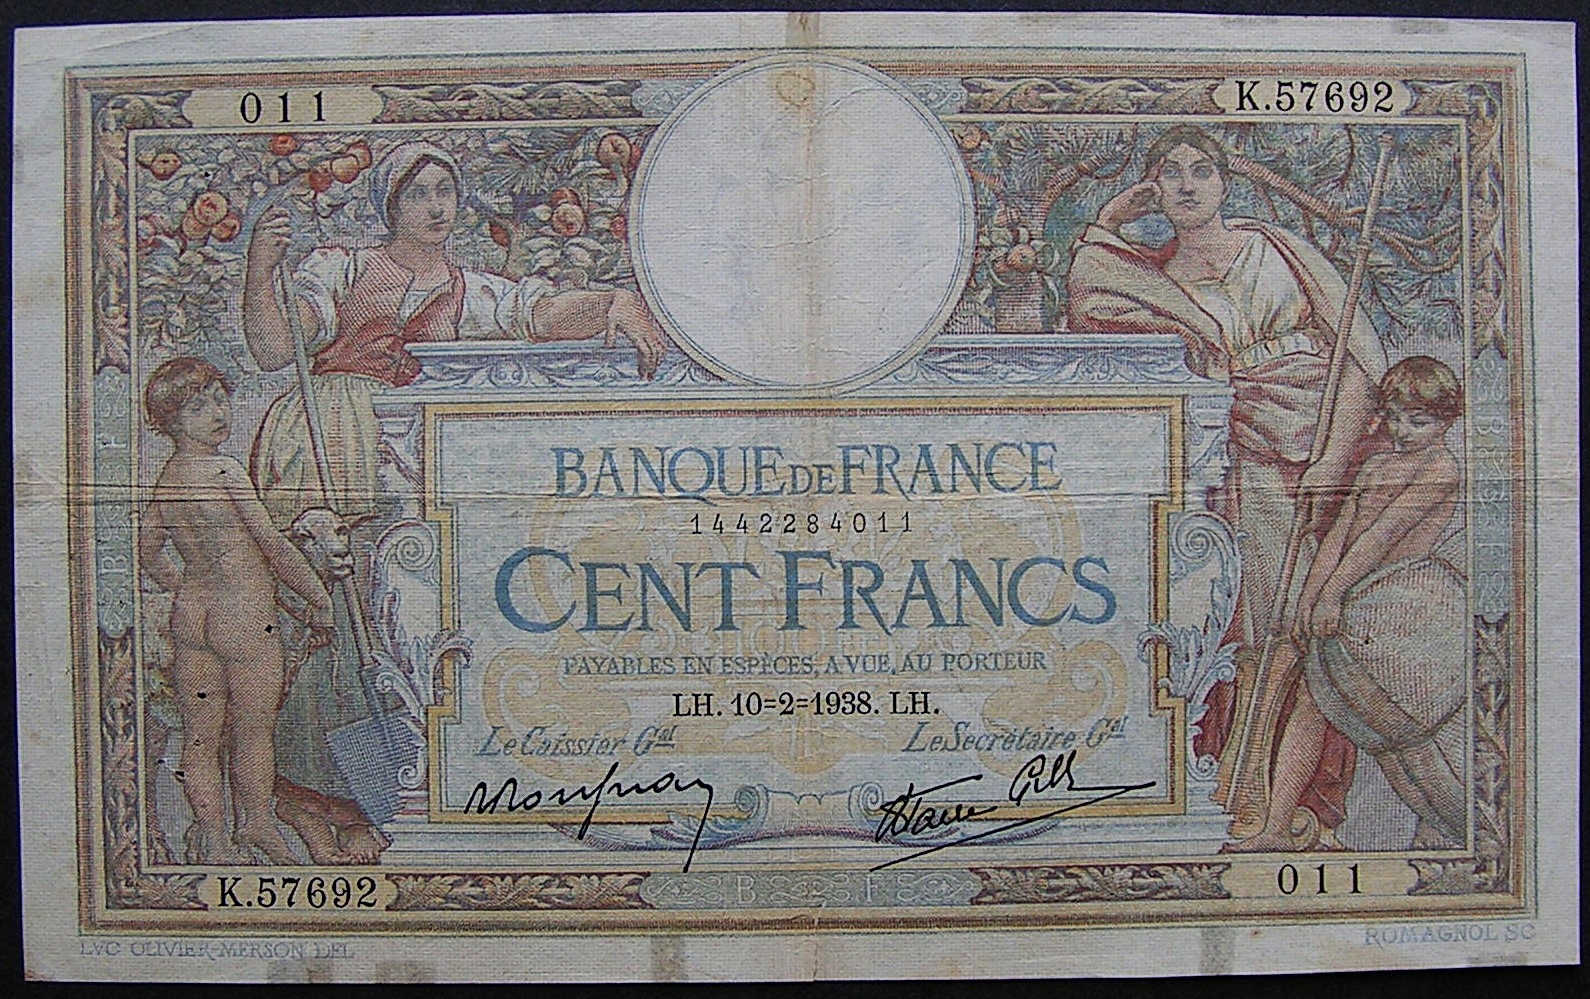 011 K.57692
BANQUE DE FRANCE
1442284011
CENT FRANCS
PAYABLES EN ESPÈCES, A VUE, AU PORTEUR
LH. 10=2=1938. LH.
Le Caissier Gal Le Secrétaire Gal
K.57692 B F 011
LVC OLIVIER-MERSON DEL ROMAGNOL SC